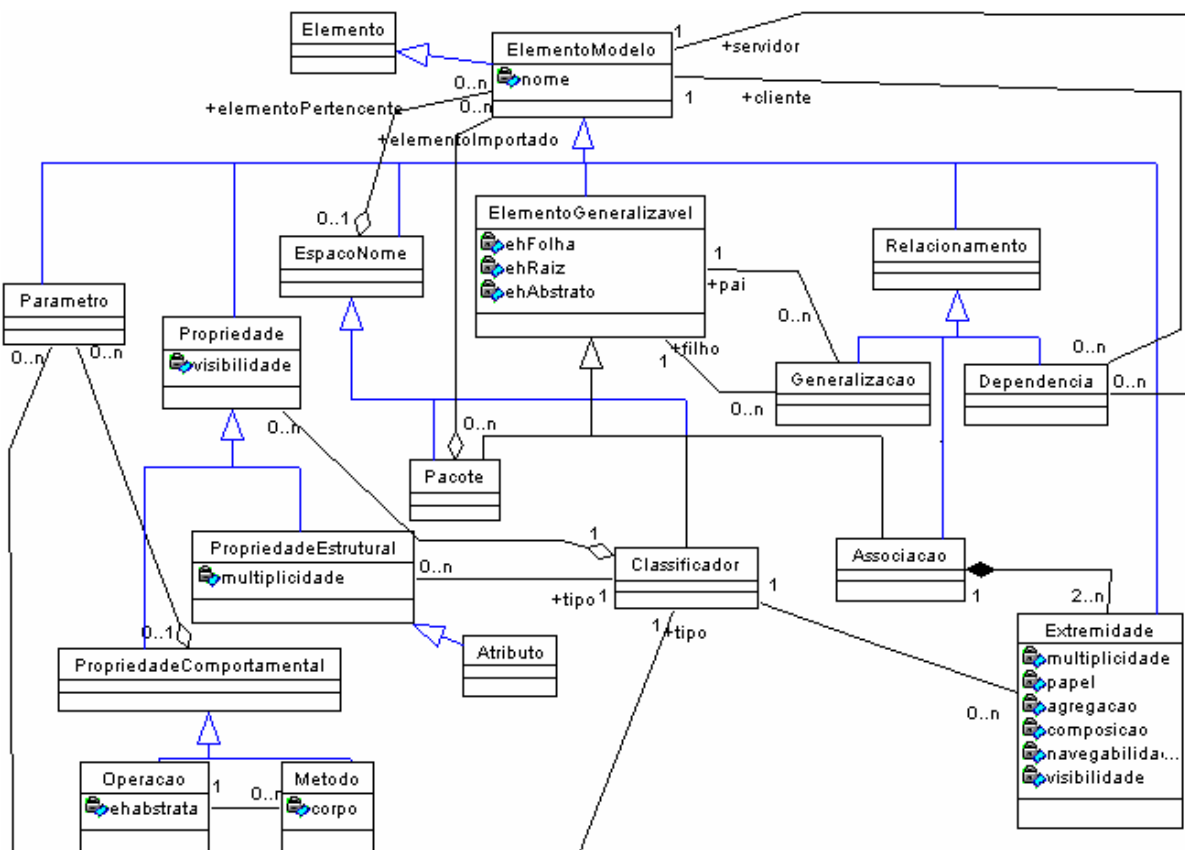 Elemento
ElementoModelo
nome
1
+servidor
0..n
0..n
1
+cliente
+elementoPertencente
+elementoImportado
0..1
EspacoNome
ElementoGeneralizavel
ehFolha
ehRaiz
ehAbstrato
1
+pai
0..n
Relacionamento
Parametro
0..n
0..n
Propriedade
visibilidade
0..n
+filho
1
0..n
Generalizacao
0..n
Dependencia
0..n
0..n
Pacote
PropriedadeEstrutural
multiplicidade
0..n
1
+tipo
1
Classificador
1
Associacao
1
2..n
1
+tipo
Atributo
0..1
PropriedadeComportamental
Extremidade
multiplicidade
papel
agregacao
composicao
navegabilida...
visibilidade
0..n
Operacao
ehabstrata
1
0..n
Metodo
corpo